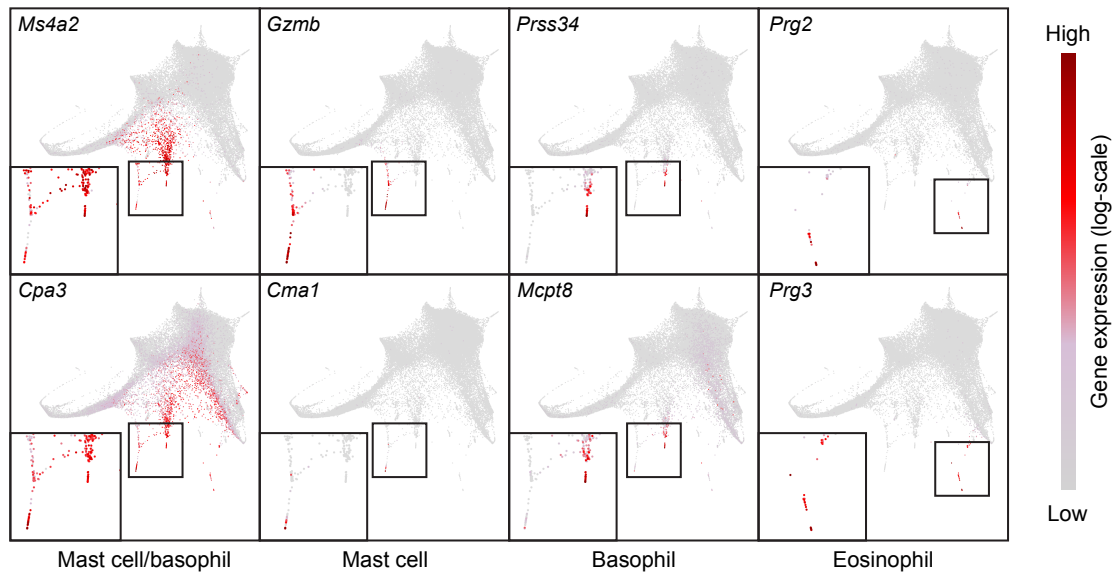 Ms4a2
Gzmb
Prss34
Prg2
Cpa3
Cma1
Mcpt8
Prg3
Mast cell/basophil
Mast cell
Basophil
Eosinophil
High
Gene expression (log-scale)
Low